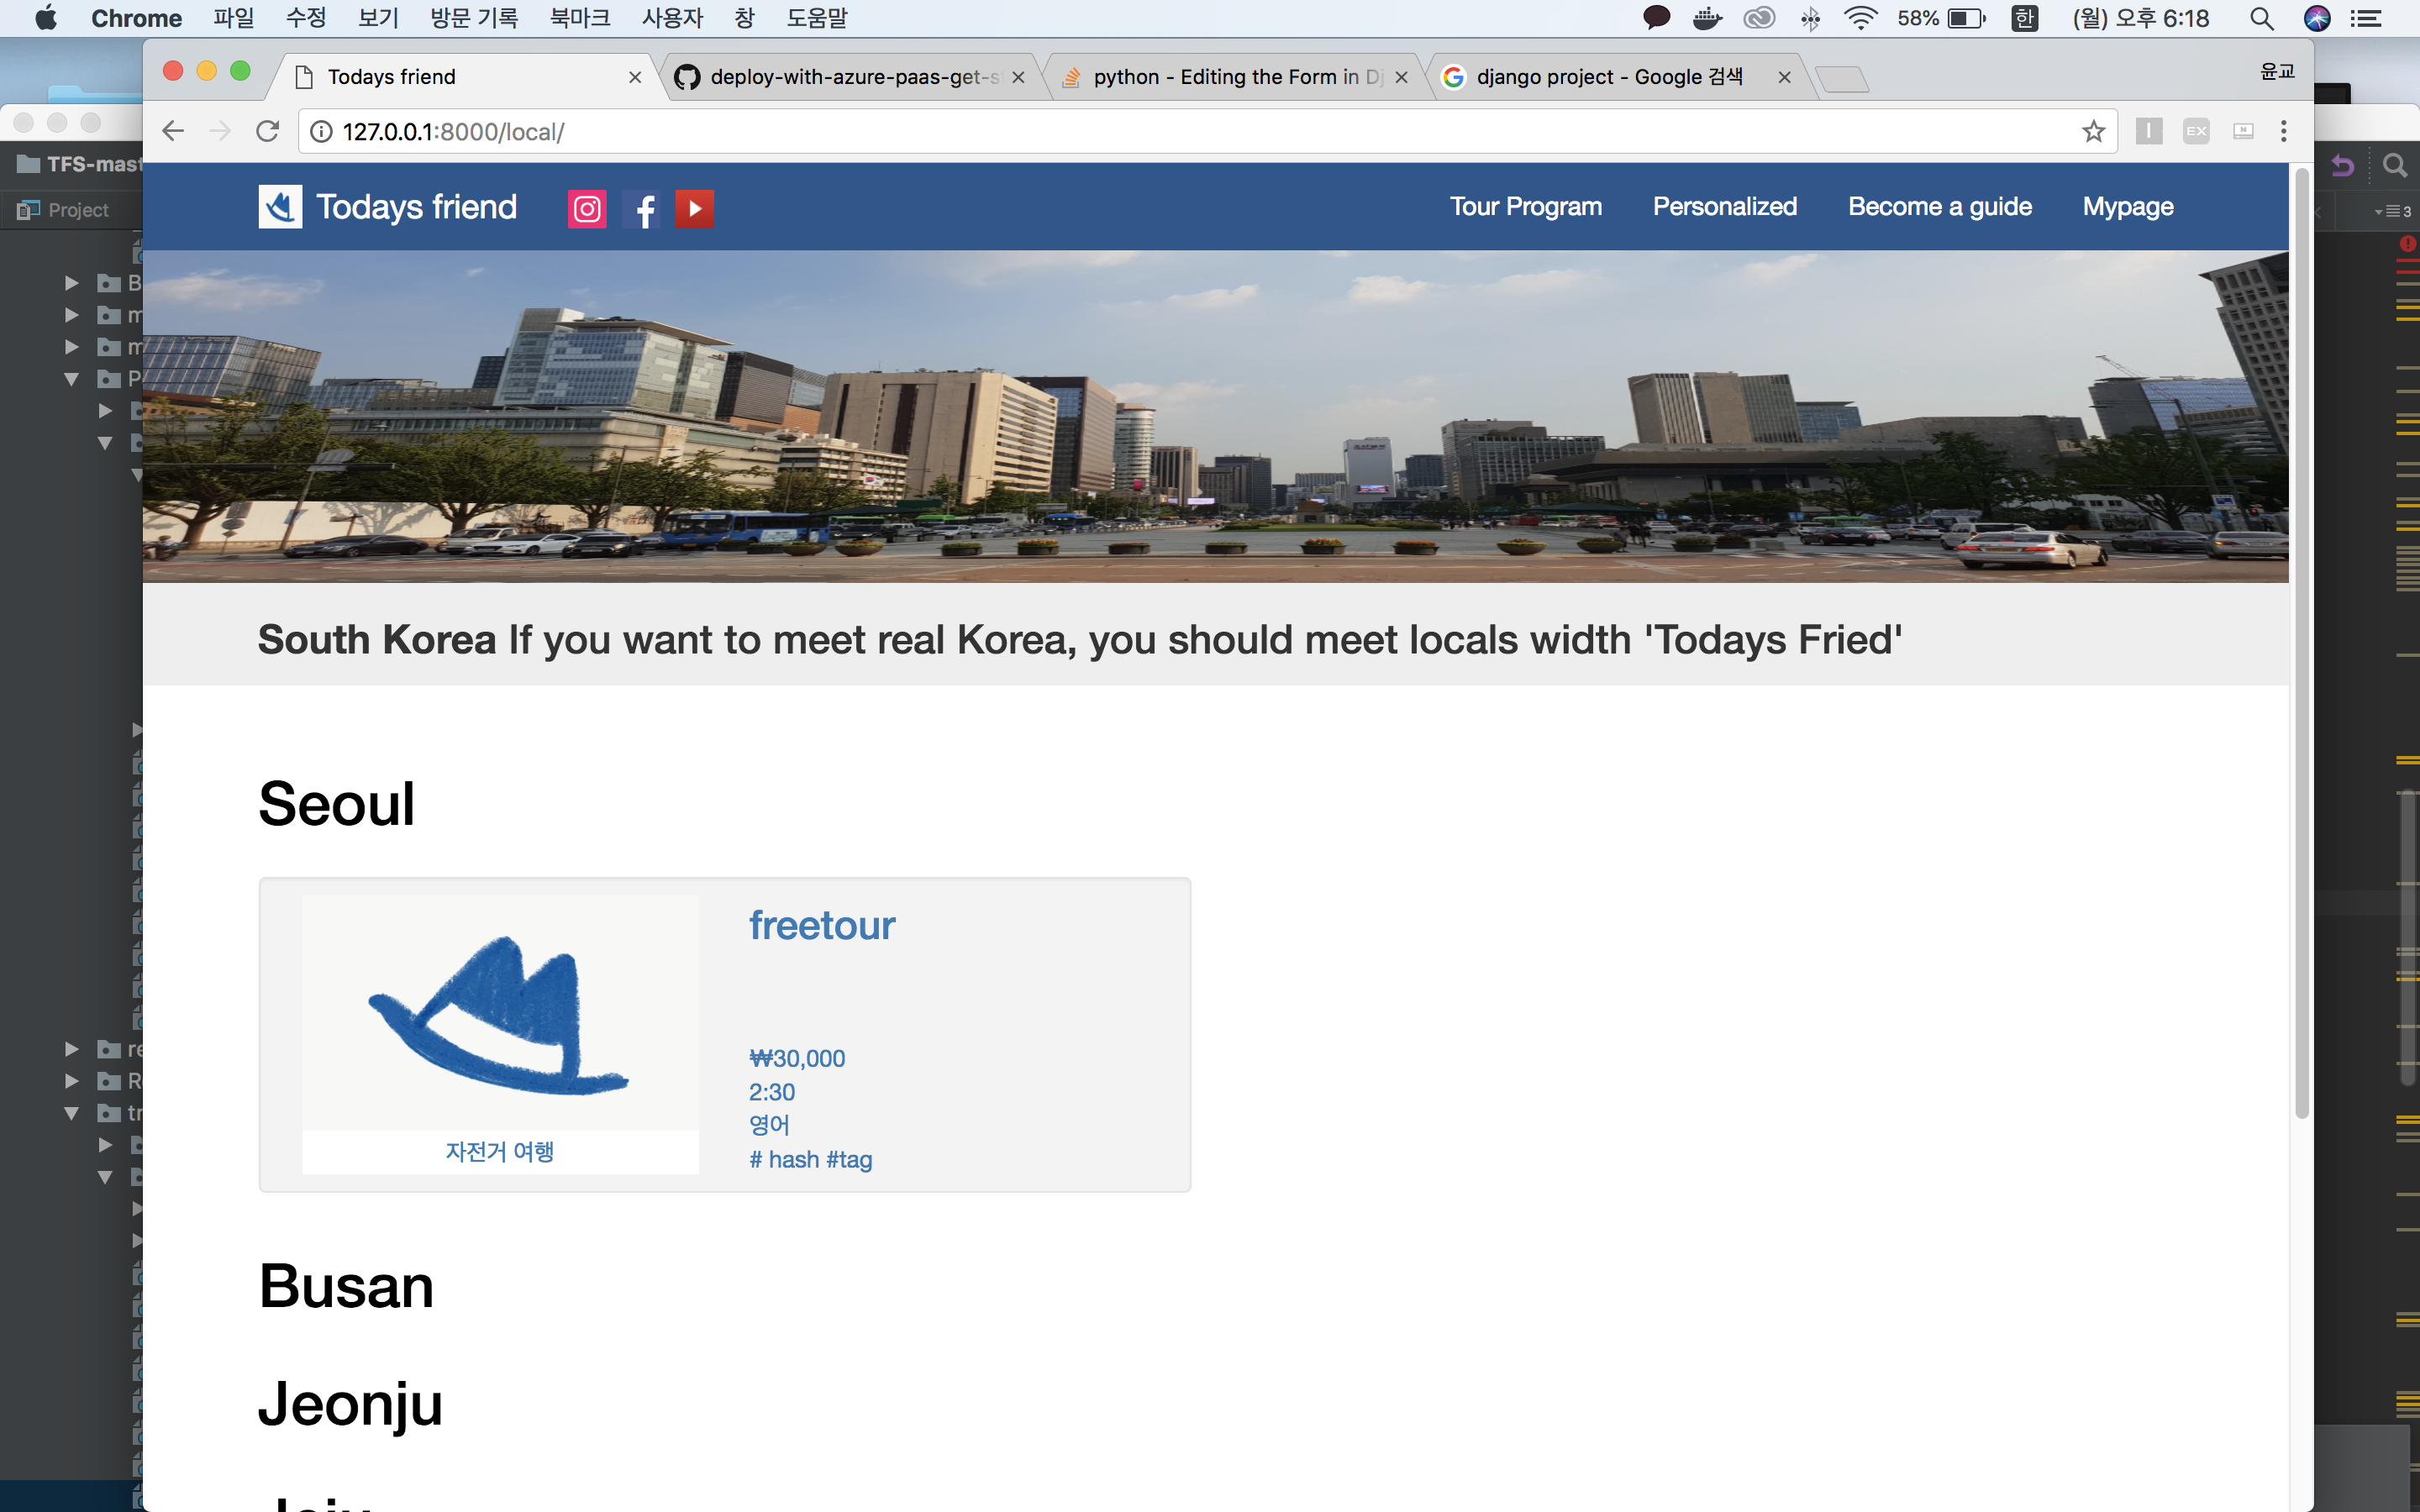 Chrome 파일 수정 보기 방문 기록 북마크 사용자 창 도움말 58% 한 (월) 오후 6:18
Todays friend deploy-with-azure-paas-get-s python - Editing the Form in Dj django project - Google 검색 윤교
127.0.0.1:8000/local/ EX
TFS-mast
Project 3
Todays friend Tour Program Personalized Become a guide Mypage
South Korea If you want to meet real Korea, you should meet locals width 'Todays Fried'
Seoul
freetour
₩30,000
2:30
영어
# hash #tag
자전거 여행
Busan
Jeonju